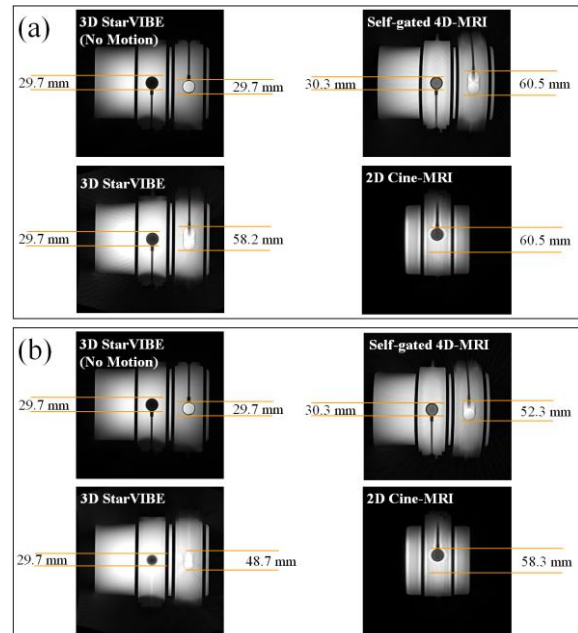 (a)
3D StarVIBE
(No Motion)
29.7 mm
29.7 mm
Self-gated 4D-MRI
30.3 mm
60.5 mm
3D StarVIBE
29.7 mm
58.2 mm
2D Cine-MRI
60.5 mm
(b)
3D StarVIBE
(No Motion)
29.7 mm
29.7 mm
Self-gated 4D-MRI
30.3 mm
52.3 mm
3D StarVIBE
29.7 mm
48.7 mm
2D Cine-MRI
58.3 mm